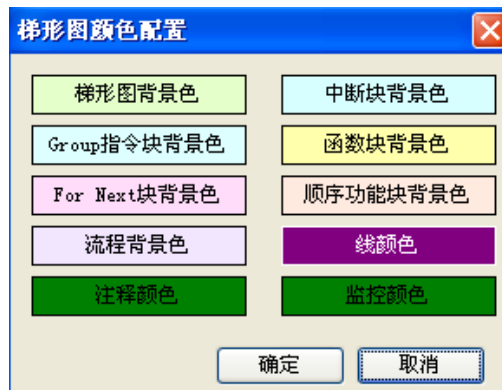 梯形图颜色配置
梯形图背景色
中断块背景色
Group指令块背景色
函数块背景色
For Next块背景色
顺序功能块背景色
流程背景色
线颜色
注释颜色
监控颜色
确定
取消